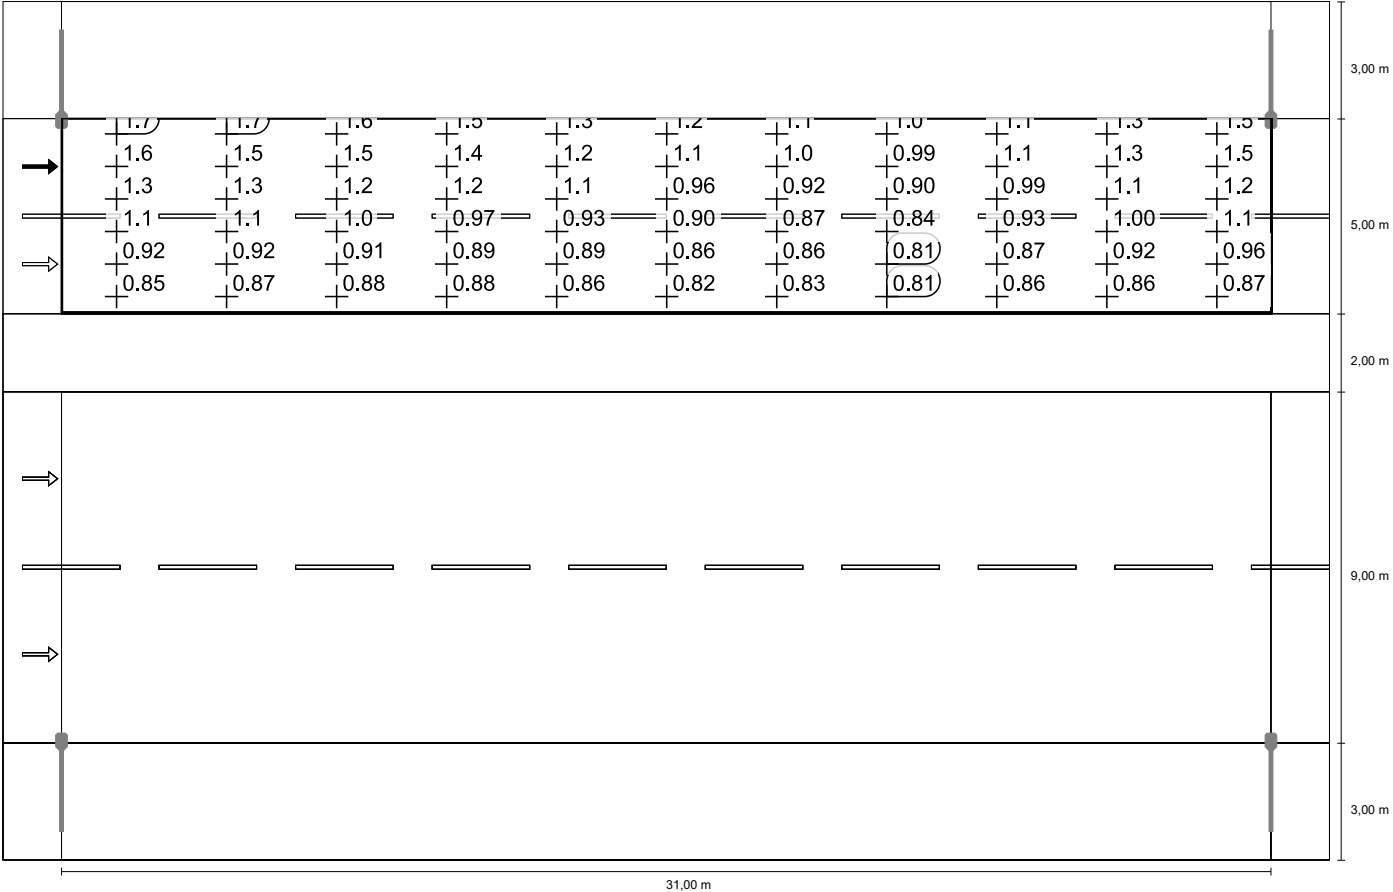 3,00 m
1.7 1.7 1.6 1.5 1.3 1.2 1.1 1.0 1.1 1.3 1.5
1.6 1.5 1.5 1.4 1.2 1.1 1.0 0.99 1.1 1.3 1.5
1.3 1.3 1.2 1.2 1.1 0.96 0.92 0.90 0.99 1.1 1.2
1.1 1.1 1.0 0.97 0.93 0.90 0.87 0.84 0.93 1.00 1.1
5,00 m
0.92 0.92 0.91 0.89 0.89 0.86 0.86 0.81 0.87 0.92 0.96
0.85 0.87 0.88 0.88 0.86 0.82 0.83 0.81 0.86 0.86 0.87
2,00 m
9,00 m
3,00 m
31,00 m